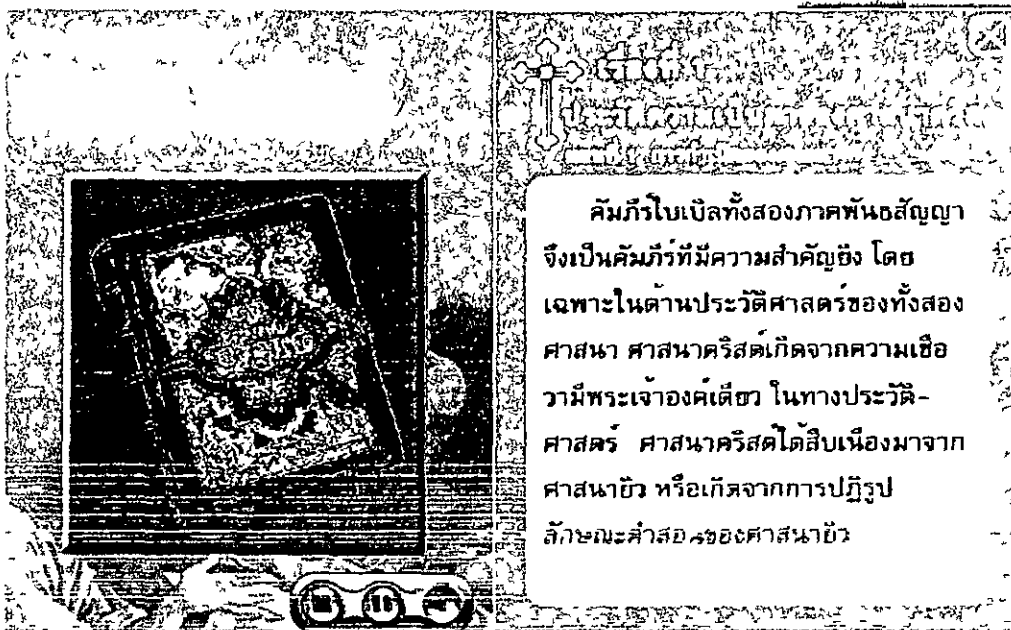 คัมภีร์ไบเบิลทั้งสองภาคพันธสัญญา
จึงเป็นคัมภีร์ที่มีความสำคัญยิ่ง โดย
เฉพาะในด้านประวัติศาสตร์ของทั้งสอง
ศาสนา ศาสนาคริสต์เกิดจากความเชื่อ
ว่ามีพระเจ้าองค์เดียว ในทางประวัติ-
ศาสตร์ ศาสนาคริสต์ได้สืบเนื่องมาจาก
ศาสนายิว หรือเกิดจากการปฏิรูป
ลักษณะคำสอนของศาสนายิว